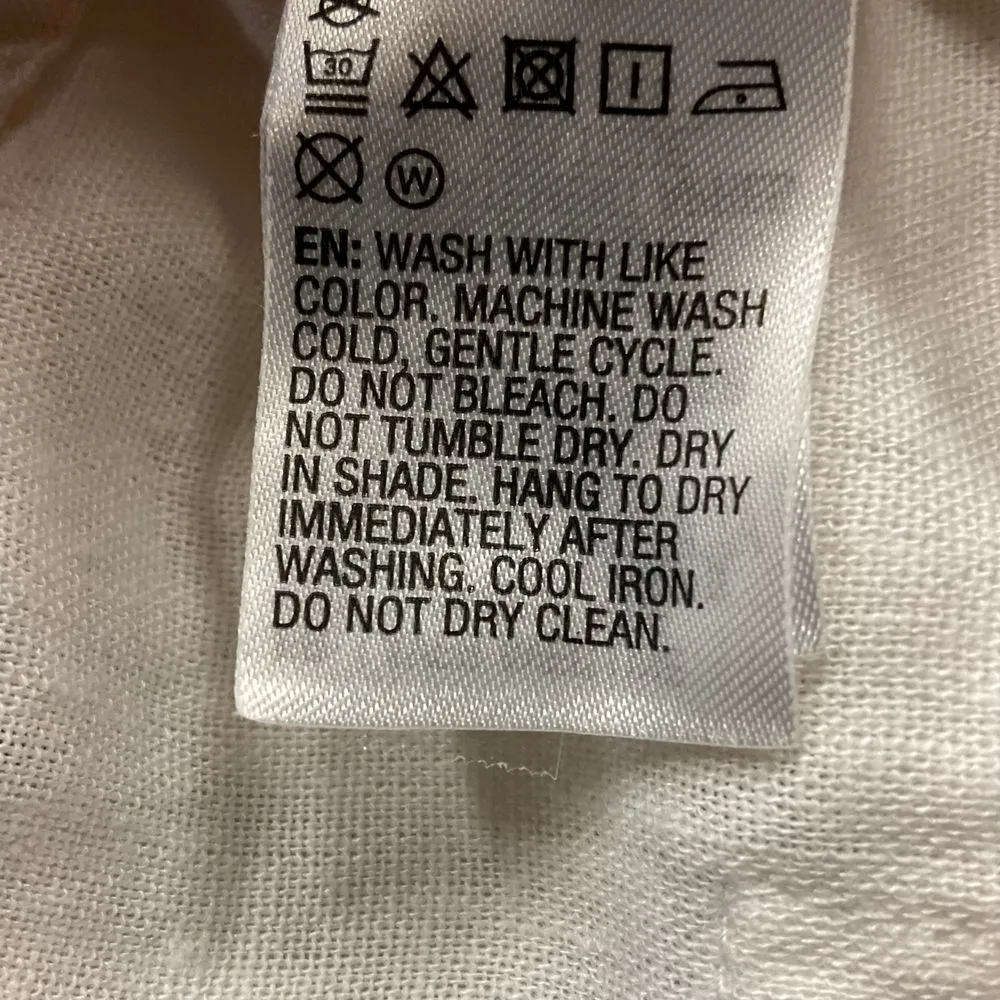 30
W
EN: WASH WITH LIKE
COLOR. MACHINE WASH
COLD, GENTLE CYCLE.
DO NOT BLEACH. DO
NOT TUMBLE DRY. DRY
IN SHADE. HANG TO DRY
IMMEDIATELY AFTER
WASHING. COOL IRON.
DO NOT DRY CLEAN.